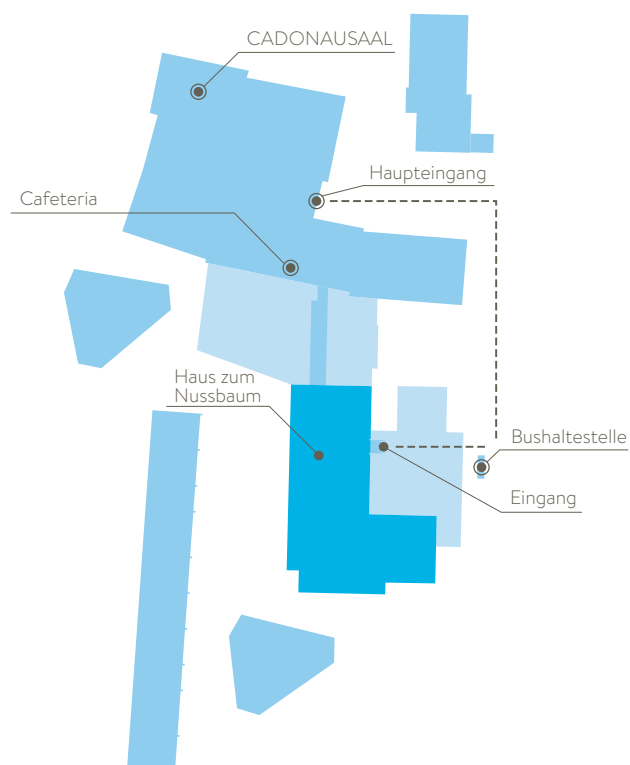 CADONAUSAAL
Haupteingang
Cafeteria
Haus zum
Nussbaum
Bushaltestelle
Eingang